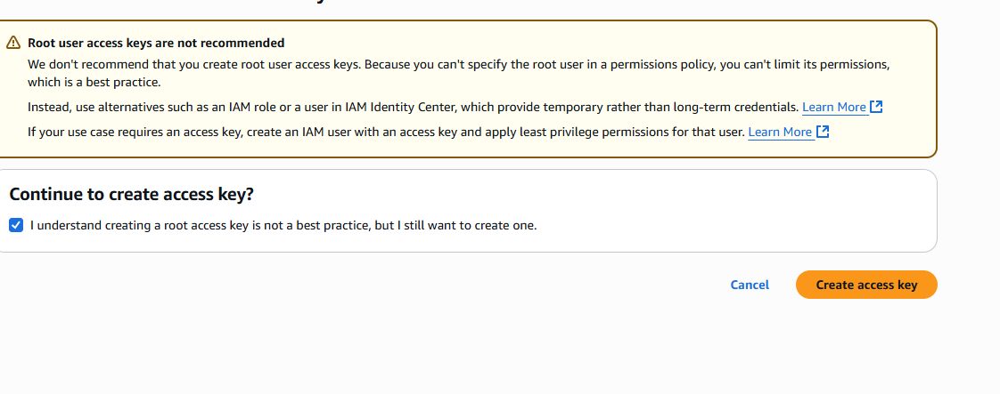 Root user access keys are not recommended
We don't recommend that you create root user access keys. Because you can't specify the root user in a permissions policy, you can't limit its permissions,
which is a best practice.
Instead, use alternatives such as an IAM role or a user in IAM Identity Center, which provide temporary rather than long-term credentials. Learn More
If your use case requires an access key, create an IAM user with an access key and apply least privilege permissions for that user. Learn More
Continue to create access key?
I understand creating a root access key is not a best practice, but I still want to create one.
Cancel
Create access key